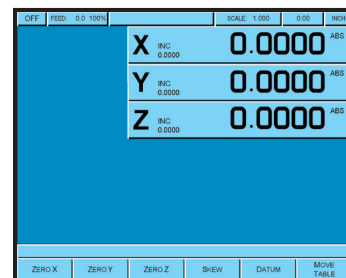 OFF FEED: 0.0 100% SCALE: 1.000 0:00 INCH
X INC 0.0000 0.0000 ABS
Y INC 0.0000 0.0000 ABS
Z INC 0.0000 0.0000 ABS
ZERO X ZERO Y ZERO Z SKEW DATUM MOVE TABLE